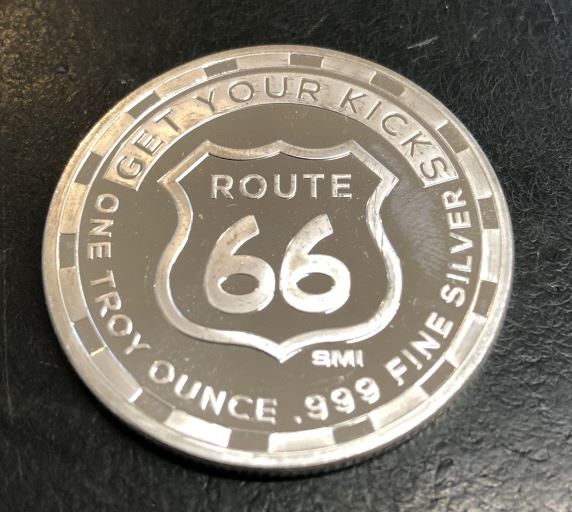 GET YOUR KICKS
ROUTE
66
SMI
ONE TROY OUNCE .999 FINE SILVER